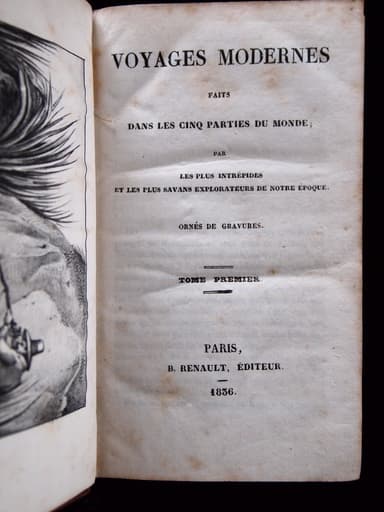 VOYAGES MODERNES
FAITS
DANS LES CINQ PARTIES DU MONDE;
PAR
LES PLUS INTRÉPIDES
ET LES PLUS SAVANS EXPLORATEURS DE NOTRE ÉPOQUE.
ORNÉS DE GRAVURES.
TOME PREMIER
PARIS,
B. RENAULT, ÉDITEUR.
1836.